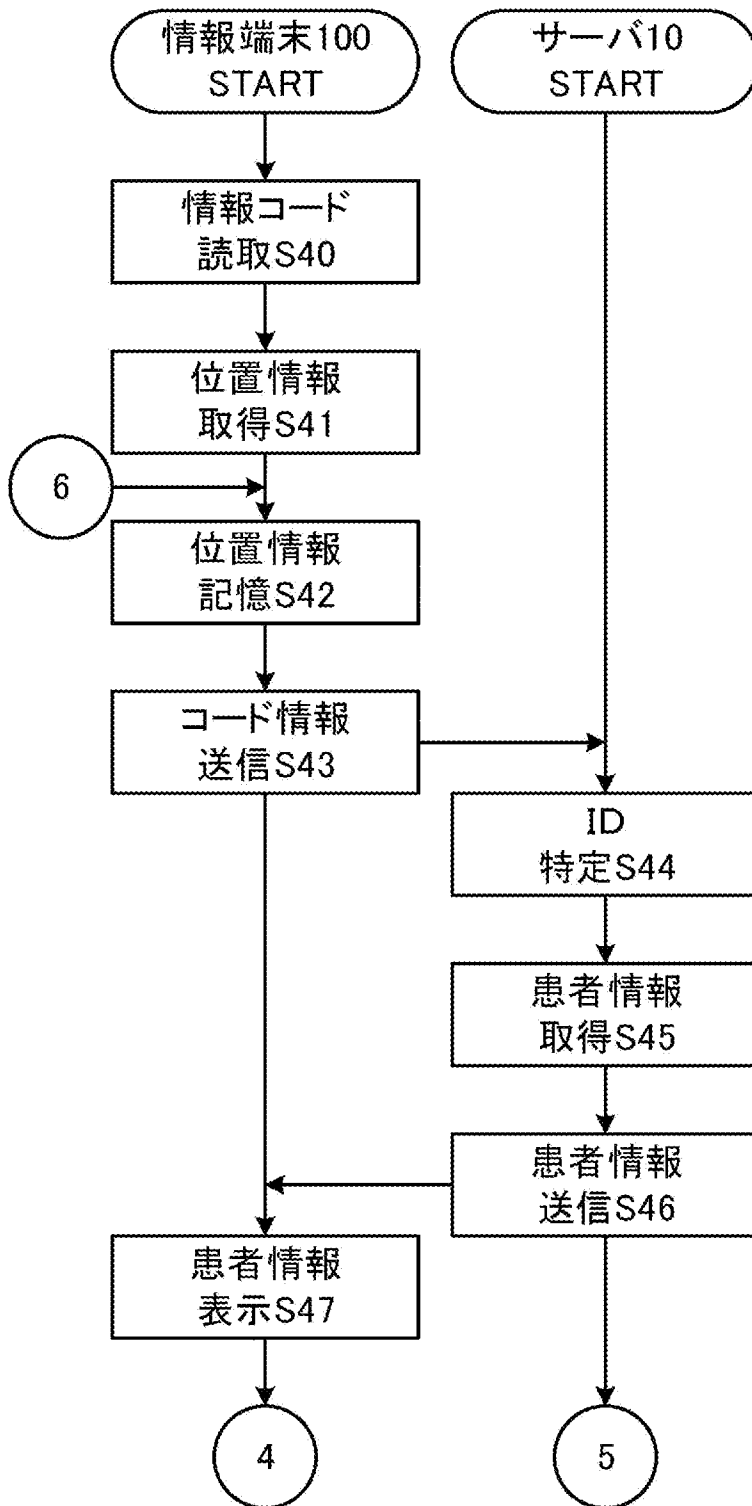 情報端末100
START
サーバ10
START
情報コード
読取S40
位置情報
取得S41
6
位置情報
記憶S42
コード情報
送信S43
ID
特定S44
患者情報
取得S45
患者情報
送信S46
患者情報
表示S47
4
5